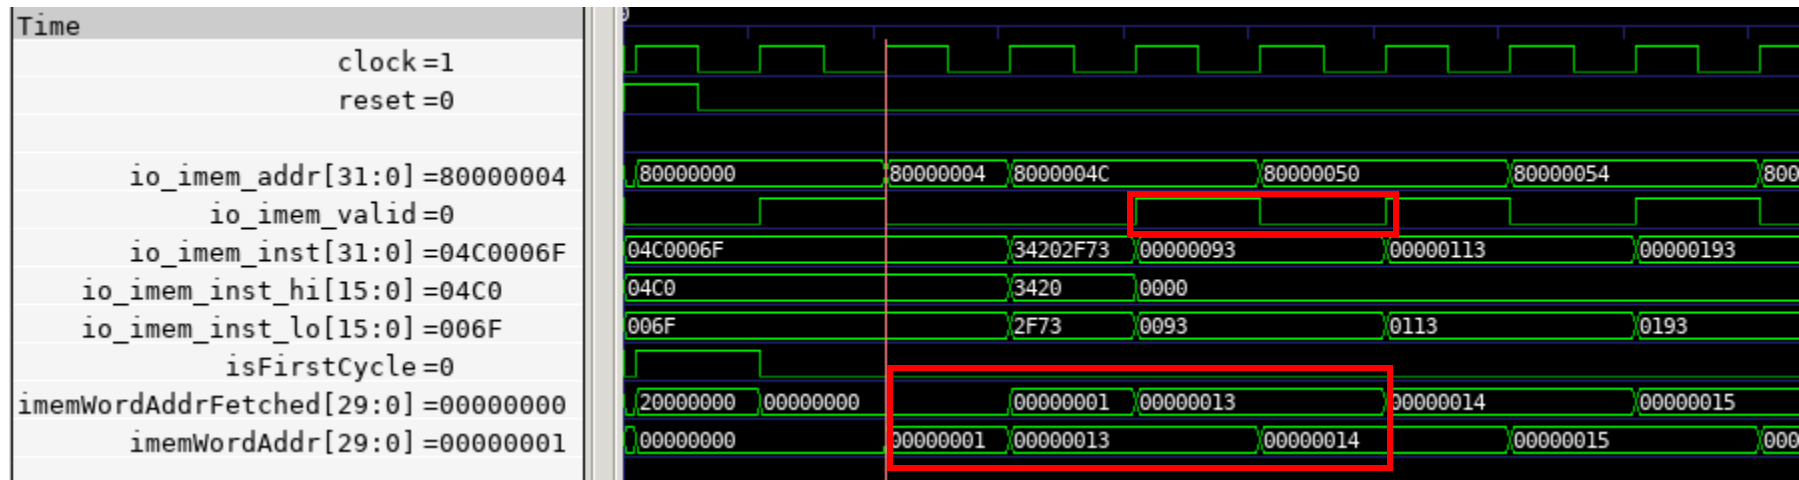 Time
clock =1
reset =0
io_imem_addr[31:0] =80000004 80000000 80000004 8000004C 80000050 80000054 800
io_imem_valid =0
io_imem_inst[31:0] =04C0006F 04C0006F 34202F73 00000093 00000113 00000193
io_imem_inst_hi[15:0] =04C0 04C0 3420 0000
io_imem_inst_lo[15:0] =006F 006F 2F73 0093 0113 0193
isFirstCycle =0
imemWordAddrFetched[29:0] =00000000 20000000 00000000 00000001 00000013 00000014 00000015
imemWordAddr[29:0] =00000001 00000000 00000001 00000013 00000014 00000015 000